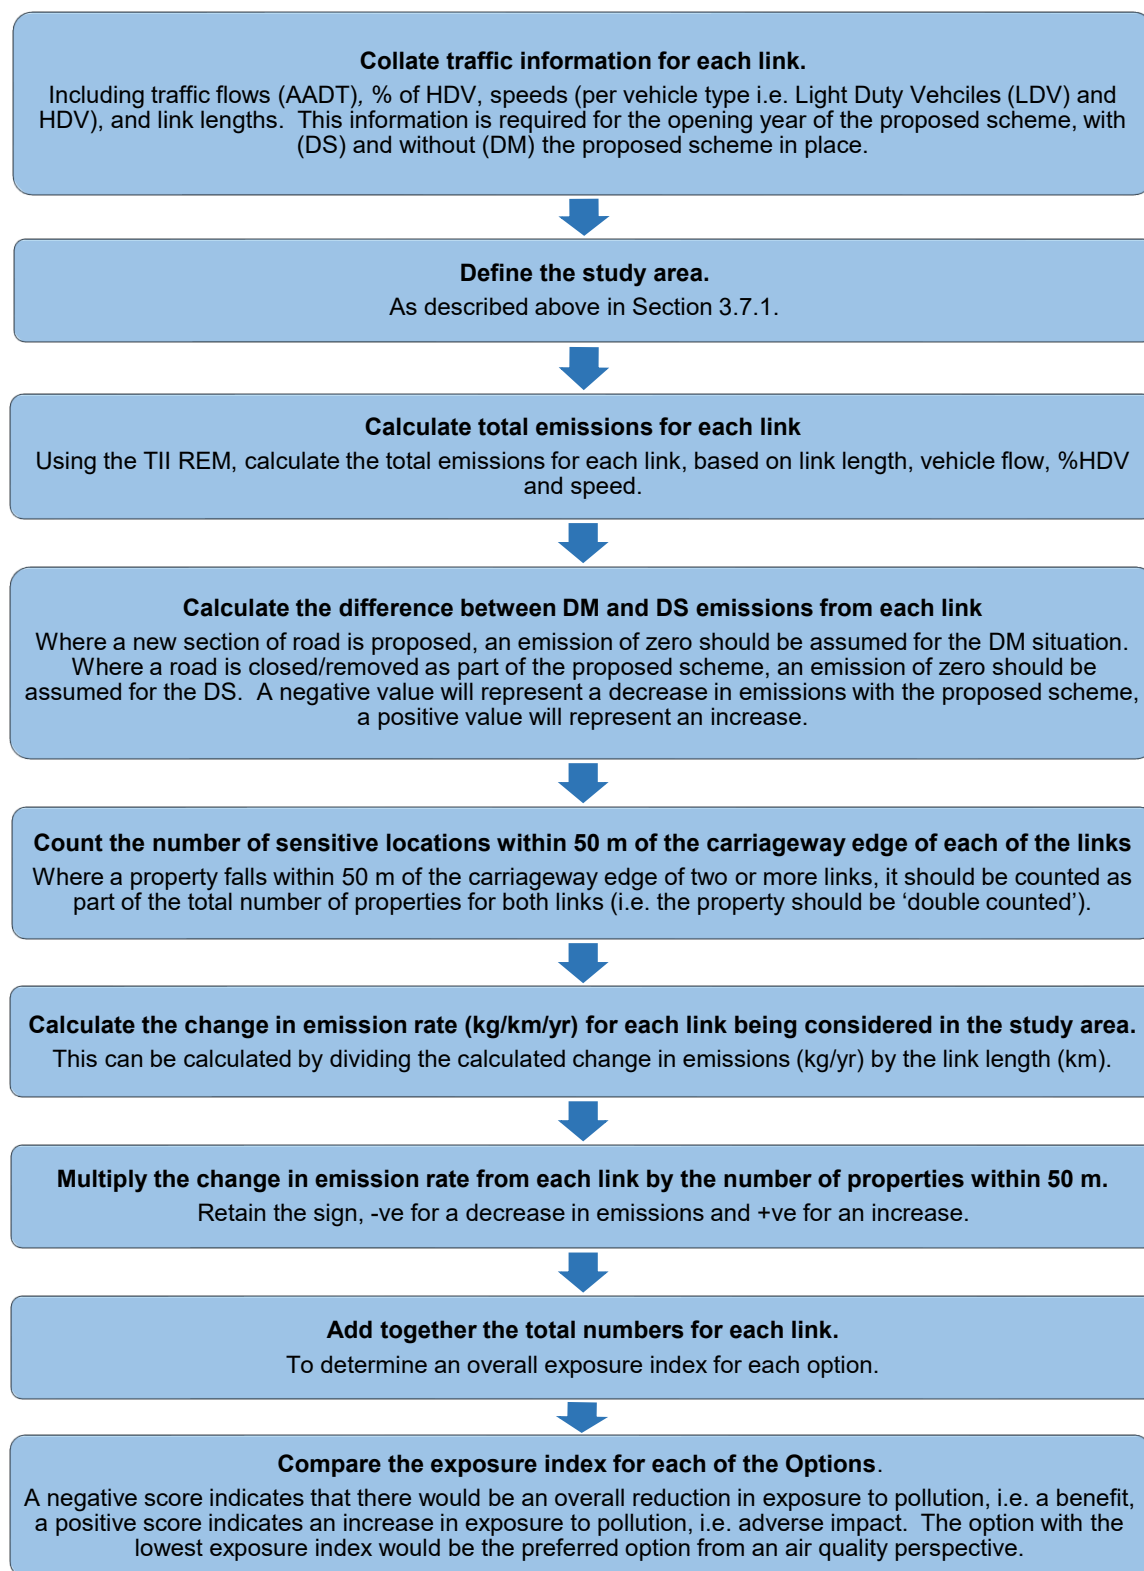 Collate traffic information for each link.
Including traffic flows (AADT), % of HDV, speeds (per vehicle type i.e. Light Duty Vehciles (LDV) and
HDV), and link lengths.  This information is required for the opening year of the proposed scheme, with
(DS) and without (DM) the proposed scheme in place.
Define the study area.
As described above in Section 3.7.1.
Calculate total emissions for each link
Using the TII REM, calculate the total emissions for each link, based on link length, vehicle flow, %HDV
and speed.
Calculate the difference between DM and DS emissions from each link
Where a new section of road is proposed, an emission of zero should be assumed for the DM situation.
Where a road is closed/removed as part of the proposed scheme, an emission of zero should be
assumed for the DS.  A negative value will represent a decrease in emissions with the proposed scheme,
a positive value will represent an increase.
Count the number of sensitive locations within 50 m of the carriageway edge of each of the links
Where a property falls within 50 m of the carriageway edge of two or more links, it should be counted as
part of the total number of properties for both links (i.e. the property should be ‘double counted’).
Calculate the change in emission rate (kg/km/yr) for each link being considered in the study area.
This can be calculated by dividing the calculated change in emissions (kg/yr) by the link length (km).
Multiply the change in emission rate from each link by the number of properties within 50 m.
Retain the sign, -ve for a decrease in emissions and +ve for an increase.
Add together the total numbers for each link.
To determine an overall exposure index for each option.
Compare the exposure index for each of the Options.
A negative score indicates that there would be an overall reduction in exposure to pollution, i.e. a benefit,
a positive score indicates an increase in exposure to pollution, i.e. adverse impact.  The option with the
lowest exposure index would be the preferred option from an air quality perspective.